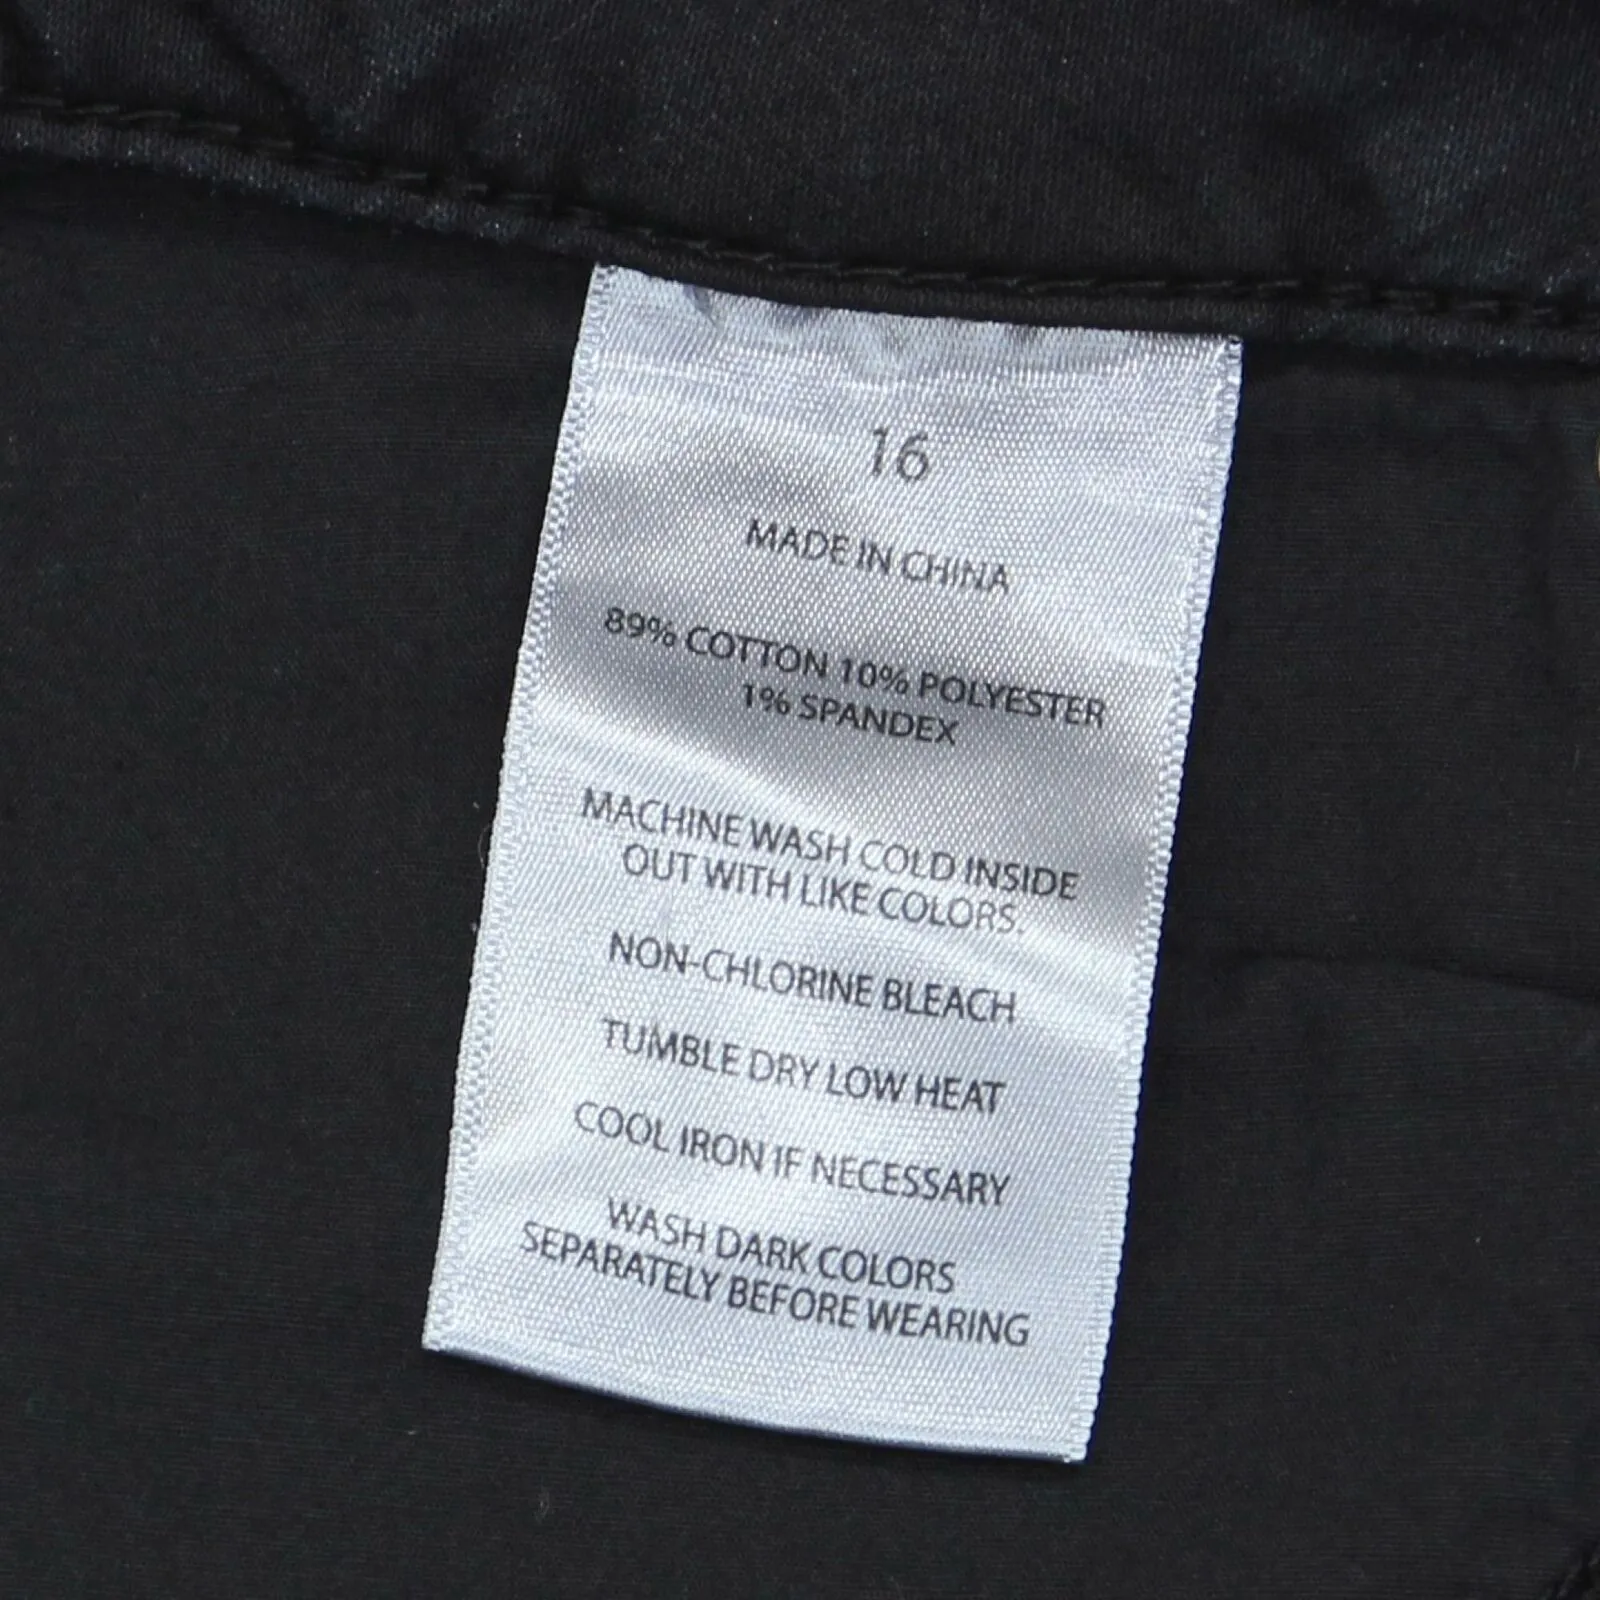 16
MADE IN CHINA
89% COTTON 10% POLYESTER
1% SPANDEX
MACHINE WASH COLD INSIDE
OUT WITH LIKE COLORS.
NON-CHLORINE BLEACH
TUMBLE DRY LOW HEAT
COOL IRON IF NECESSARY
WASH DARK COLORS
SEPARATELY BEFORE WEARING